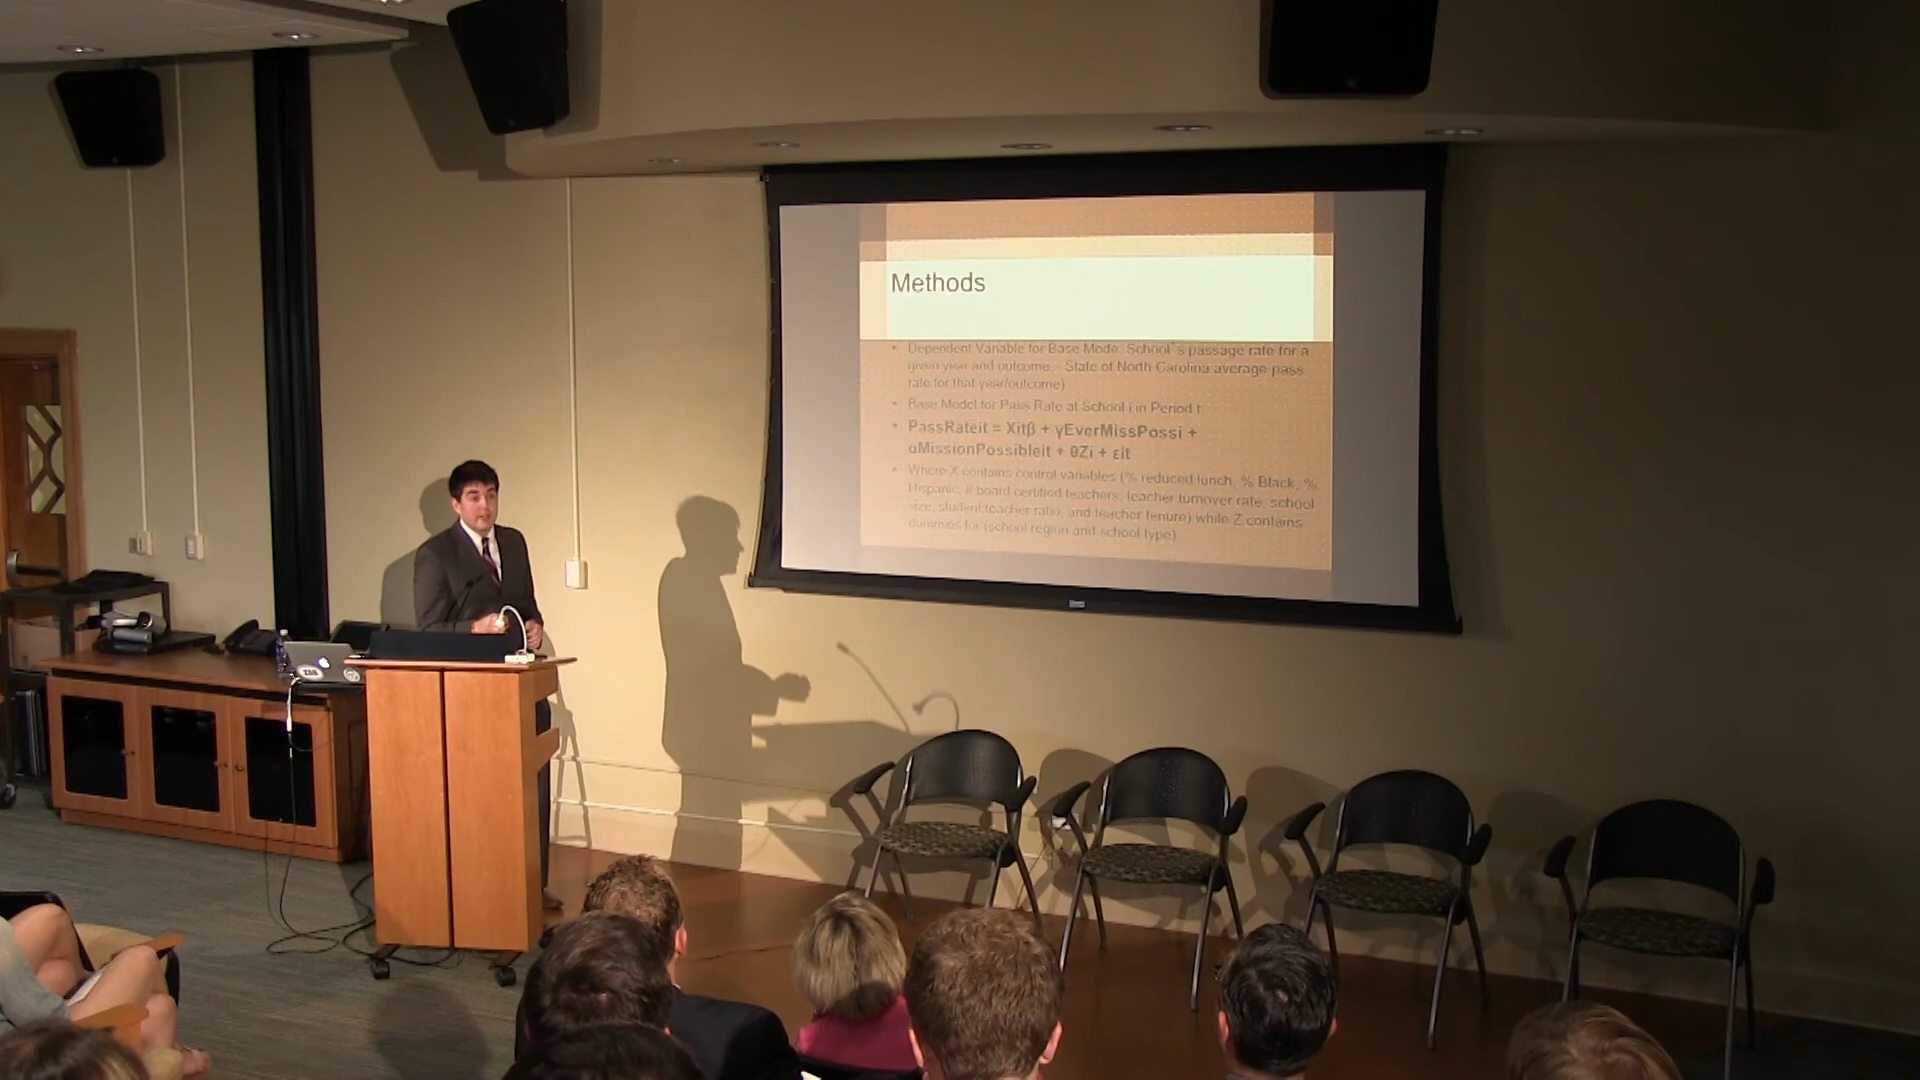 Methods
• Dependent Variable for Base Mode: School's passage rate for a
given year and outcome – State of North Carolina average pass
rate for that year/outcome)
• Base Model for Pass Rate at School i in Period t
• PassRateit = Xitβ + γEverMissPossi +
αMissionPossibleit + θZi + εit
• Where X contains control variables (% reduced lunch, % Black, %
Hispanic, # board certified teachers, teacher turnover rate, school
size, student:teacher ratio, and teacher tenure) while Z contains
dummies for (school region and school type)